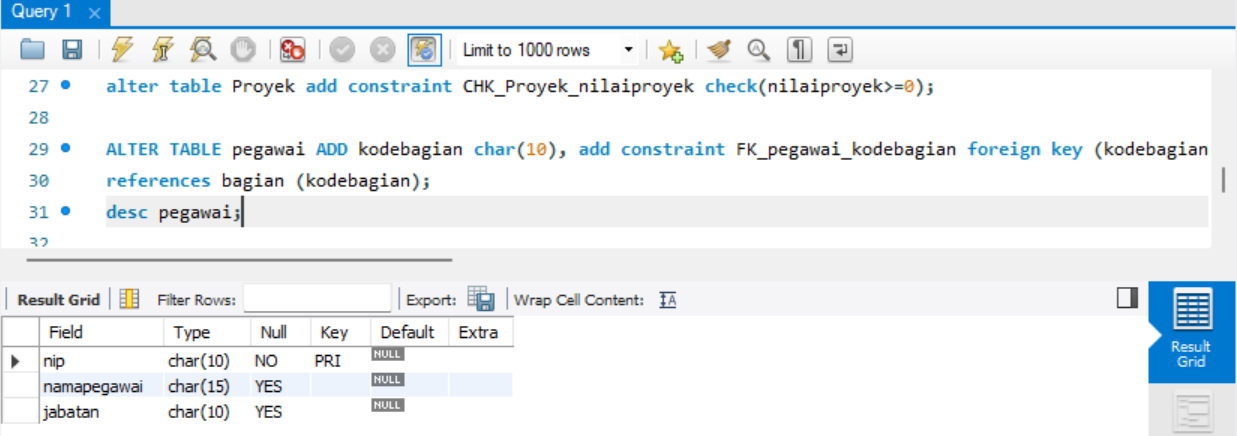 Query 1
Limit to 1000 rows
27 alter table Proyek add constraint CHK_Proyek_nilaiproyek check(nilaiproyek>=0);
28
29 ALTER TABLE pegawai ADD kodebagian char(10), add constraint FK_pegawai_kodebagian foreign key (kodebagian
30 references bagian (kodebagian);
31 desc pegawai;
32
Result Grid Filter Rows: Export: Wrap Cell Content:
Field Type Null Key Default Extra
nip char(10) NO PRI NULL
namapegawai char(15) YES NULL
jabatan char(10) YES NULL
Result
Grid